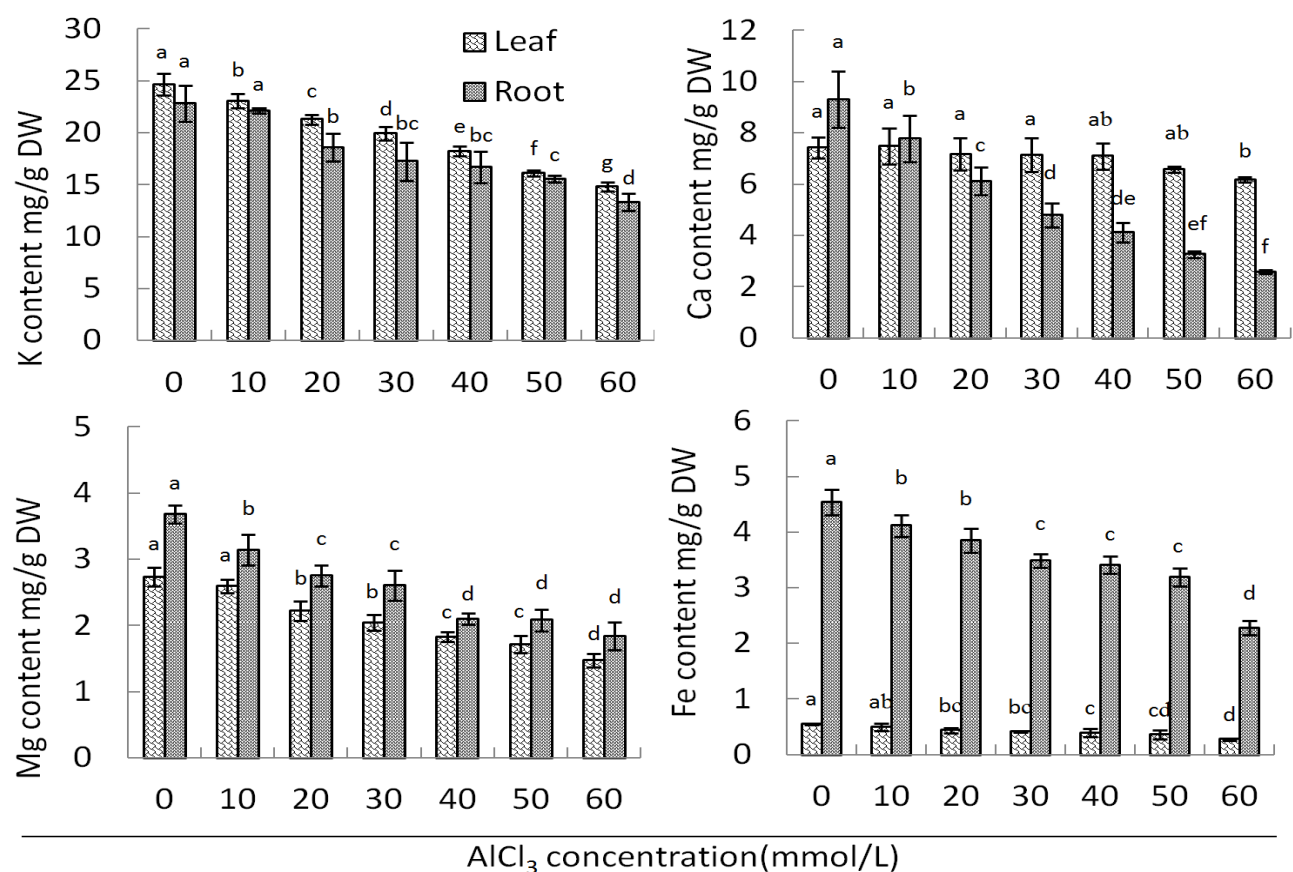 K content mg/g DW
30
25
20
15
10
5
0
Leaf
Root
a a b a c b d bc e bc f c g d
0 10 20 30 40 50 60
Ca content mg/g DW
12
10
8
6
4
2
0
a a a b a c a d ab de ab ef b f
0 10 20 30 40 50 60
Mg content mg/g DW
5
4
3
2
1
0
a a a b b c b c c d c d d d
0 10 20 30 40 50 60
Fe content mg/g DW
6
5
4
3
2
1
0
a a ab b bc b bc c c c cd c d d
0 10 20 30 40 50 60
AlCl₃ concentration(mmol/L)